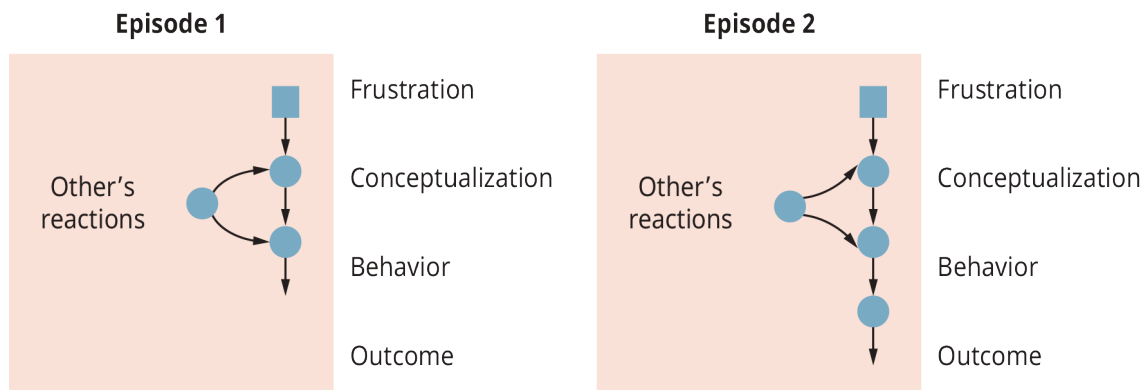 Episode 1
Frustration
Other’s
reactions
Conceptualization
Behavior
Outcome
Episode 2
Frustration
Other’s
reactions
Conceptualization
Behavior
Outcome